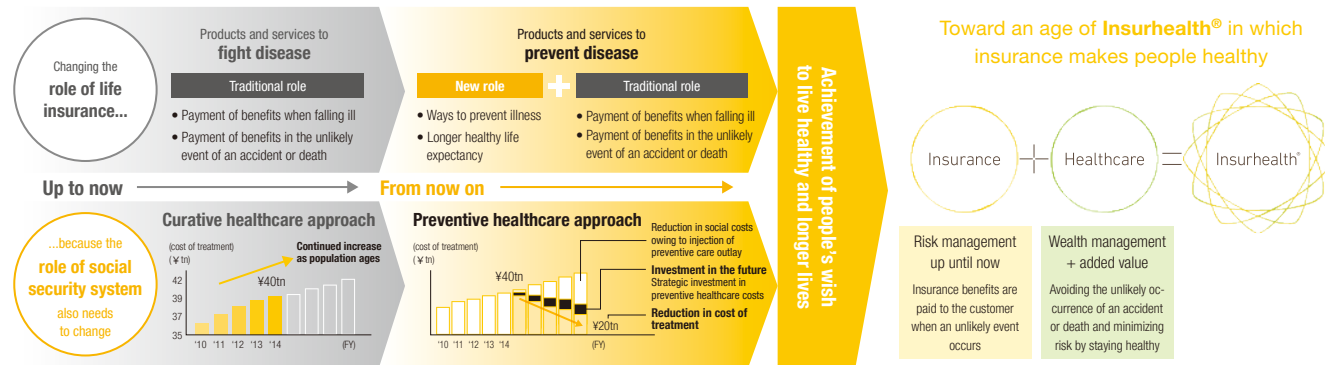 Changing the
role of life
insurance...
Products and services to
fight disease
Traditional role
• Payment of benefits when falling ill
• Payment of benefits in the unlikely
event of an accident or death
Products and services to
prevent disease
New role
• Ways to prevent illness
• Longer healthy life
expectancy
+
Traditional role
• Payment of benefits when falling ill
• Payment of benefits in the unlikely
event of an accident or death
Up to now
From now on
...because the
role of social
security system
also needs
to change
Curative healthcare approach
(cost of treatment)
(¥tn)
42
39
37
35
¥40tn
Continued increase
as population ages
'10 '11 '12 '13 '14
(FY)
Preventive healthcare approach
(cost of treatment)
(¥tn)
¥40tn
'10 '11 '12 '13 '14
(FY)
Reduction in social costs
owing to injection of
preventive care outlay
Investment in the future
Strategic investment in
preventive healthcare costs
¥20tn
Reduction in cost of
treatment
Achievement of people's wish
to live healthy and longer lives
Toward an age of Insurhealth® in which
insurance makes people healthy
Insurance + Healthcare = Insurhealth®
Risk management
up until now
Insurance benefits are
paid to the customer
when an unlikely event
occurs
Wealth management
+ added value
Avoiding the unlikely oc-
currence of an accident
or death and minimizing
risk by staying healthy